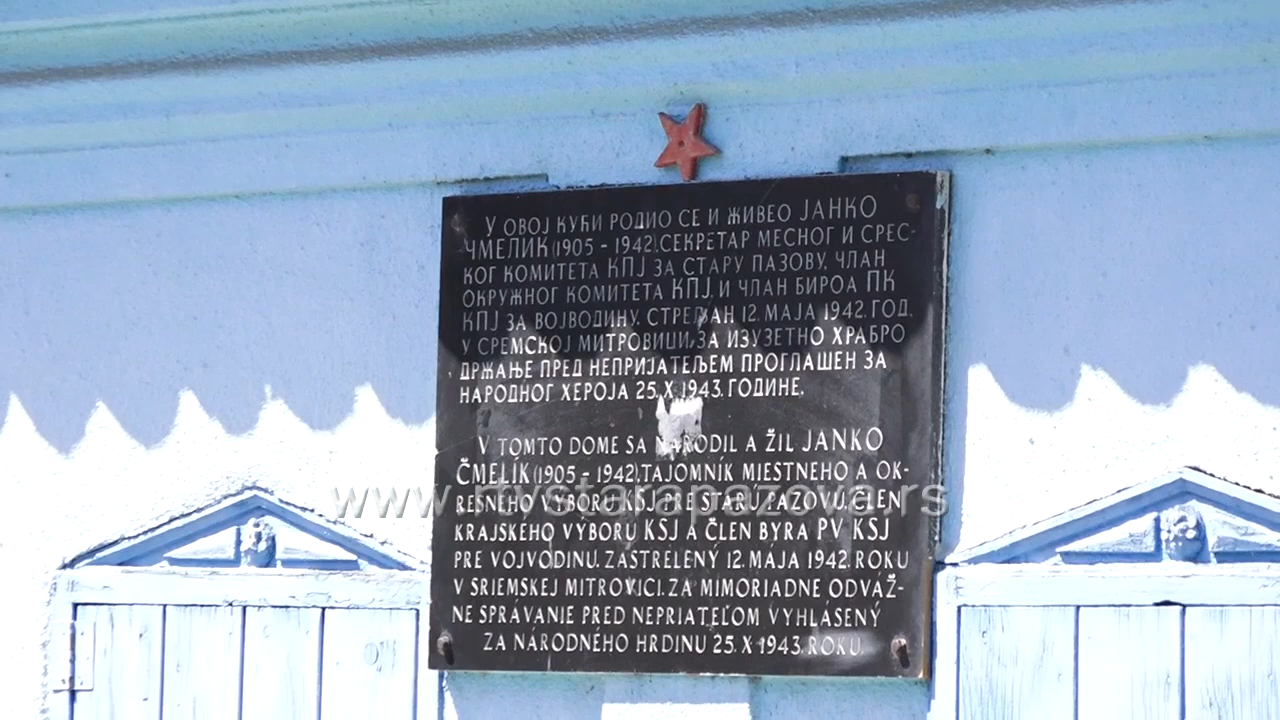 У ОВОЈ КУЋИ РОДИО СЕ И ЖИВЕО ЈАНКО
ЧМЕЛИК (1905 - 1942). СЕКРЕТАР МЕСНОГ И СРЕС-
КОГ КОМИТЕТА КПЈ ЗА СТАРУ ПАЗОВУ, ЧЛАН
ОКРУЖНОГ КОМИТЕТА КПЈ, И ЧЛАН БИРОА ПК
КПЈ ЗА ВОЈВОДИНУ. СТРЕЉАН 12. МАЈА 1942. ГОД.
У СРЕМСКОЈ МИТРОВИЦИ, ЗА ИЗУЗЕТНО ХРАБРО
ДРЖАЊЕ ПРЕД НЕПРИЈАТЕЉЕМ ПРОГЛАШЕН ЗА
НАРОДНОГ ХЕРОЈА 25. X 1943. ГОДИНЕ.
V TOMTO DOME SA NARODIL A ŽIL JANKO
ČMELIK (1905 - 1942). TAJOMNÍK MIESTNEHO A OK-
RESNÉHO VÝBORU KSJ PRE STARÚ PAZOVU, ČLEN
KRAJSKÉHO VÝBORU KSJ A ČLEN BYRA PV KSJ
PRE VOJVODINU. ZASTRELENÝ 12. MÁJA 1942. ROKU
V SRIEMSKEJ MITROVICI. ZA MIMORIADNE ODVÁŽ-
NE SPRÁVANIE PRED NEPRIATEĽOM VYHLÁSENÝ
ZA NÁRODNÉHO HRDINU 25. X 1943. ROKU.
www.rtvstarapazova.rs